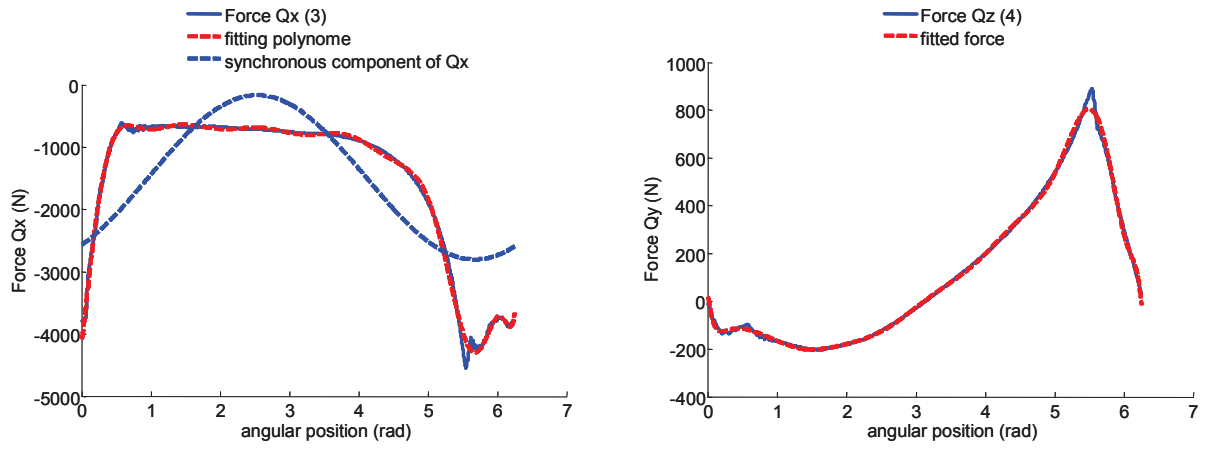 Force Qx (3)
fitting polynome
synchronous component of Qx
0
-1000
-2000
-3000
-4000
-5000
Force Qx (N)
0 1 2 3 4 5 6 7
angular position (rad)
Force Qz (4)
fitted force
1000
800
600
400
200
0
-200
-400
Force Qy (N)
0 1 2 3 4 5 6 7
angular position (rad)